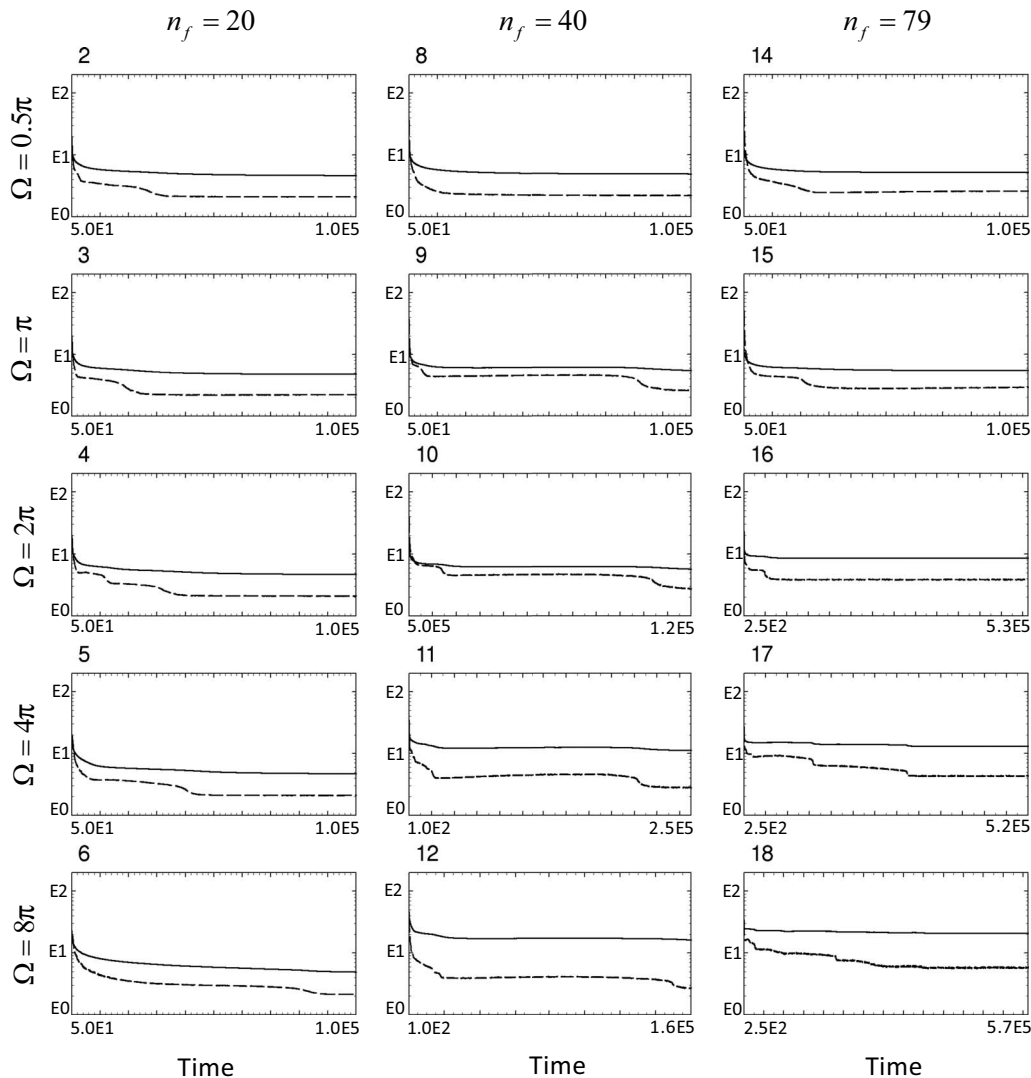 n_f = 20 n_f = 40 n_f = 79
Ω = 0.5π
2
E2
E1
E0
5.0E1 1.0E5
8
E2
E1
E0
5.0E1 1.0E5
14
E2
E1
E0
5.0E1 1.0E5
Ω = π
3
E2
E1
E0
5.0E1 1.0E5
9
E2
E1
E0
5.0E1 1.0E5
15
E2
E1
E0
5.0E1 1.0E5
Ω = 2π
4
E2
E1
E0
5.0E1 1.0E5
10
E2
E1
E0
5.0E5 1.2E5
16
E2
E1
E0
2.5E2 5.3E5
Ω = 4π
5
E2
E1
E0
5.0E1 1.0E5
11
E2
E1
E0
1.0E2 2.5E5
17
E2
E1
E0
2.5E2 5.2E5
Ω = 8π
6
E2
E1
E0
5.0E1 1.0E5
12
E2
E1
E0
1.0E2 1.6E5
18
E2
E1
E0
2.5E2 5.7E5
Time Time Time